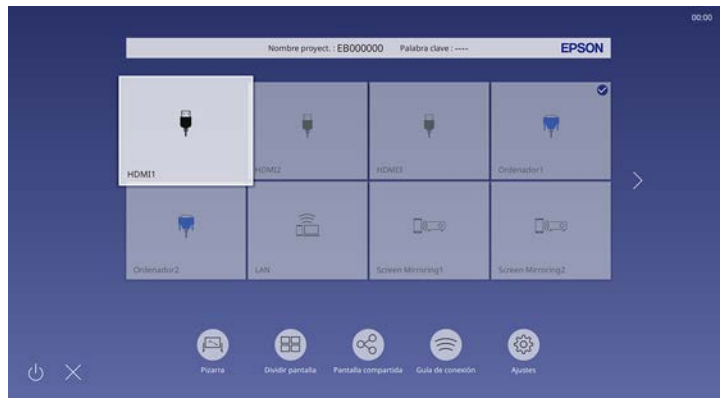 00:00
Nombre proyect. : EB000000 Palabra clave : ---- EPSON
HDMI1 HDMI2 HDMI3 Ordenador1
Ordenador2 LAN Screen Mirroring1 Screen Mirroring2
Pizarra Dividir pantalla Pantalla compartida Guía de conexión Ajustes